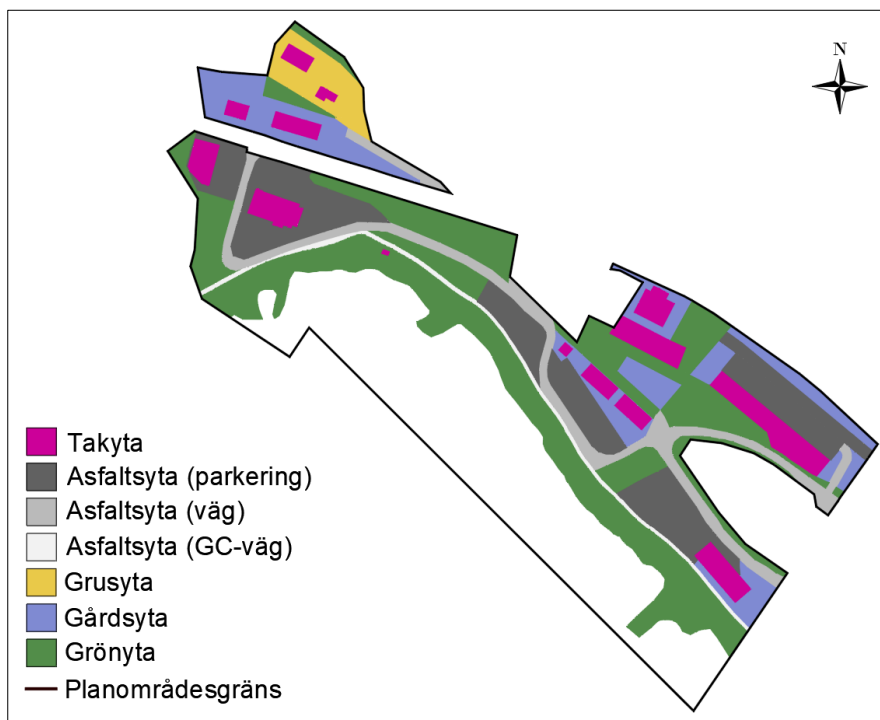 N
Takyta
Asfaltsyta (parkering)
Asfaltsyta (väg)
Asfaltsyta (GC-väg)
Grusyta
Gårdsyta
Grönyta
Planområdesgräns